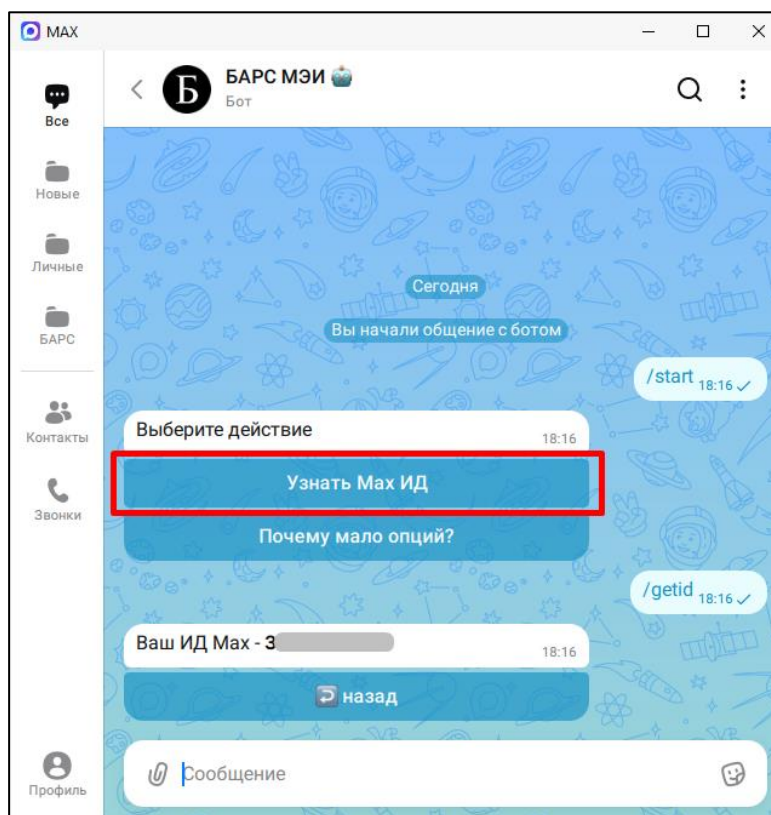 MAX
Все
Новые
Личные
БАРС
Контакты
Звонки
Профиль
БАРС МЭИ
Бот
Сегодня
Вы начали общение с ботом
/start 18:16
Выберите действие 18:16
Узнать Мах ИД
Почему мало опций?
/getid 18:16
Ваш ИД Мах - 3 18:16
назад
Сообщение